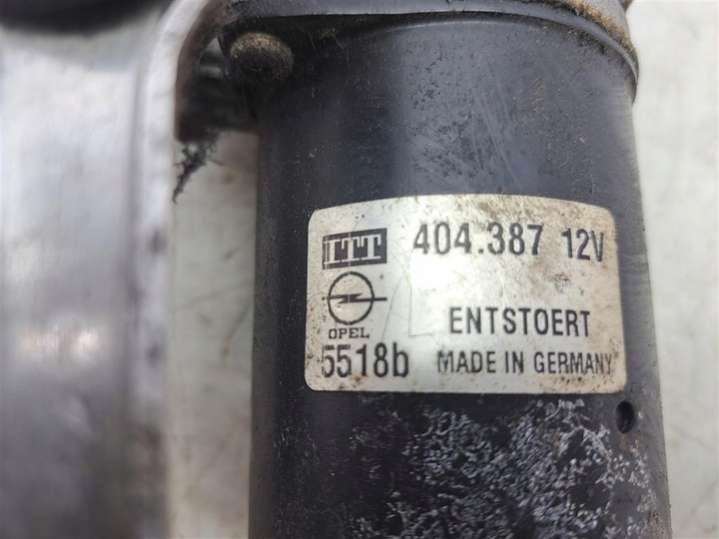 ITT 404.387 12V
OPEL ENTSTOERT
5518b MADE IN GERMANY